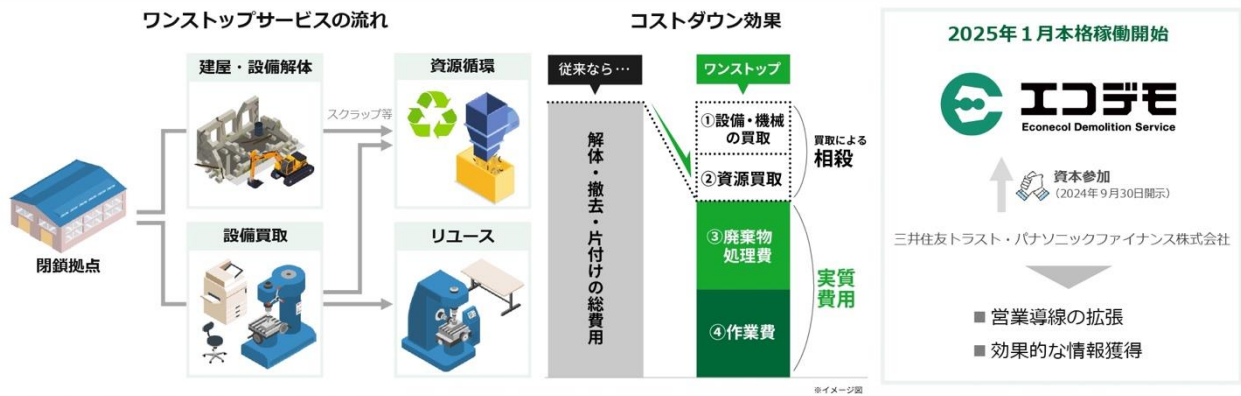 ワンストップサービスの流れ
建屋・設備解体
スクラップ等
資源循環
閉鎖拠点
設備買取
リユース
コストダウン効果
従来なら…
ワンストップ
解体・撤去・片付けの総費用
①設備・機械
の買取
②資源買取
買取による
相殺
③廃棄物
処理費
④作業費
実質
費用
※イメージ図
2025年1月本格稼働開始
エコデモ
Econecol Demolition Service
資本参加
（2024年9月30日開示）
三井住友トラスト・パナソニックファイナンス株式会社
■ 営業導線の拡張
■ 効果的な情報獲得